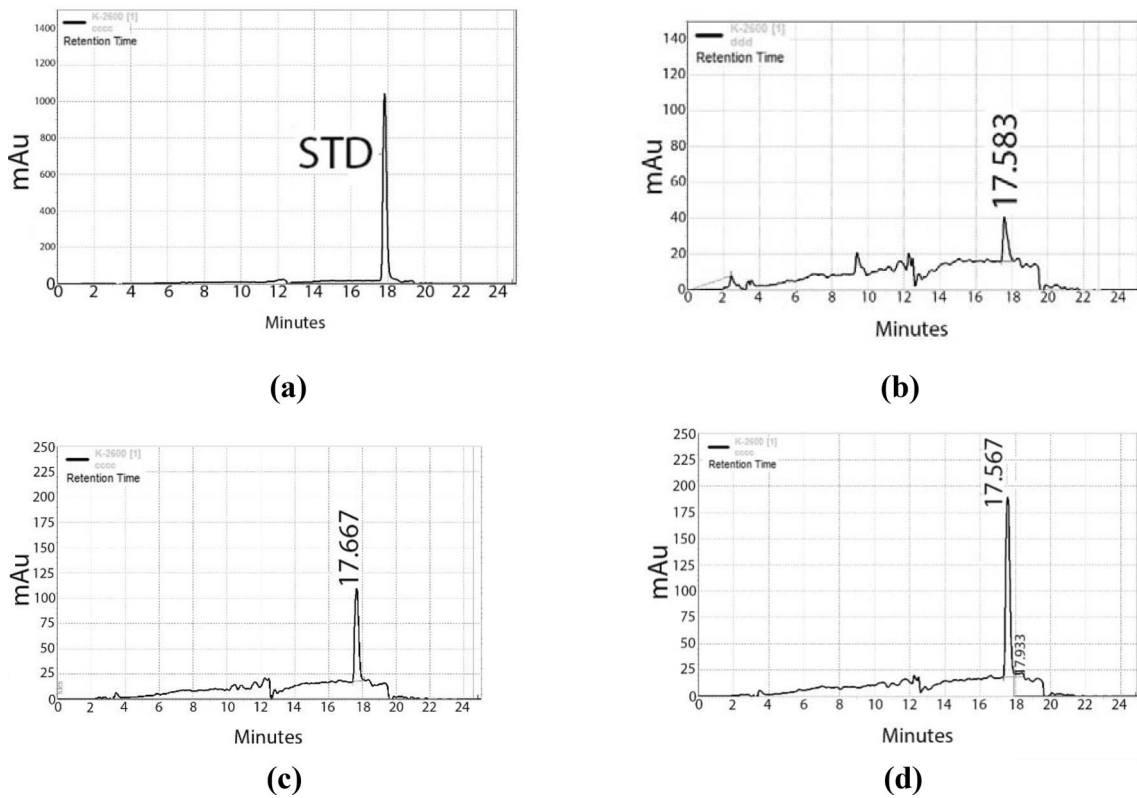 K-2600 [1]
cccc
Retention Time
1400
1200
1000
800
600
400
200
0
STD
mAu
0 2 4 6 8 10 12 14 16 18 20 22 24
Minutes
(a)
K-2600 [1]
ddd
Retention Time
140
120
100
80
60
40
20
0
17.583
mAu
0 2 4 6 8 10 12 14 16 18 20 22 24
Minutes
(b)
K-2600 [1]
cccc
Retention Time
250
225
200
175
150
125
100
75
50
25
0
17.667
mAu
0 2 4 6 8 10 12 14 16 18 20 22 24
Minutes
(c)
K-2600 [1]
cccc
Retention Time
250
225
200
175
150
125
100
75
50
25
0
17.567
17.933
mAu
0 2 4 6 8 10 12 14 16 18 20 22 24
Minutes
(d)